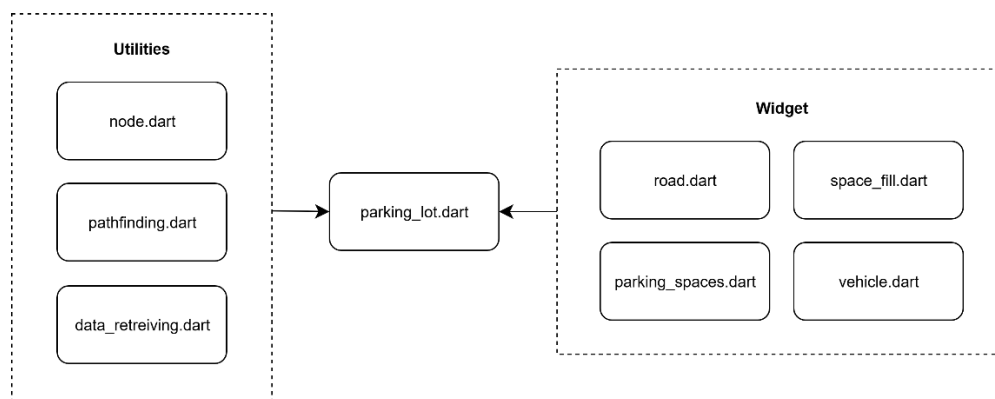 Utilities
node.dart
pathfinding.dart
data_retreiving.dart
parking_lot.dart
Widget
road.dart
space_fill.dart
parking_spaces.dart
vehicle.dart